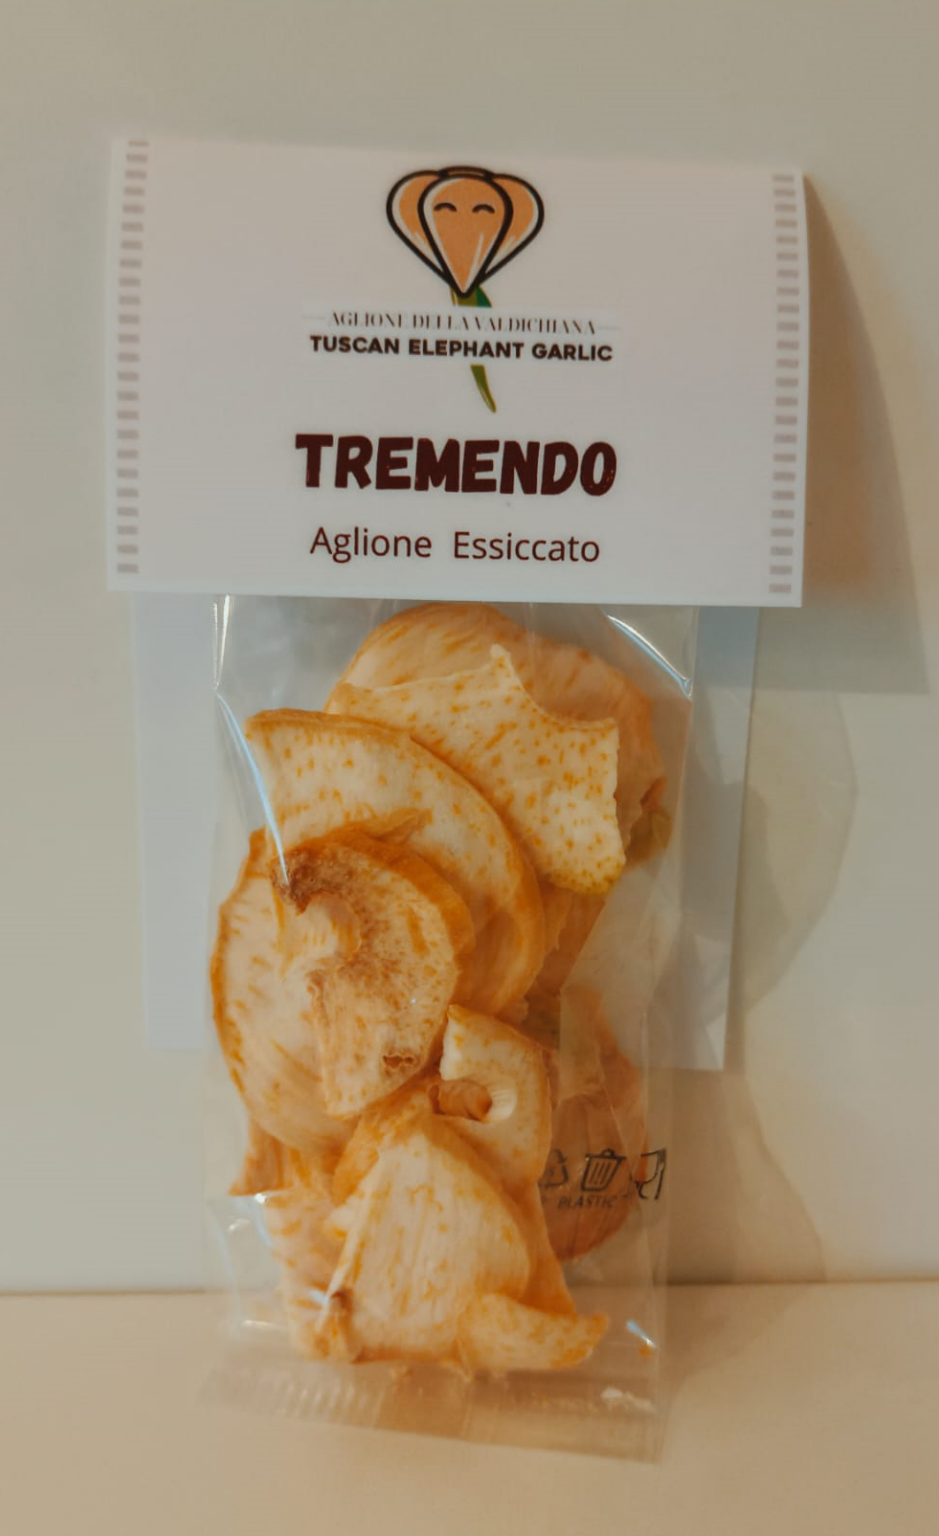 AGLIONE DELLA VALDICHIANA
TUSCAN ELEPHANT GARLIC
TREMENDO
Aglione Essiccato
PLASTIC